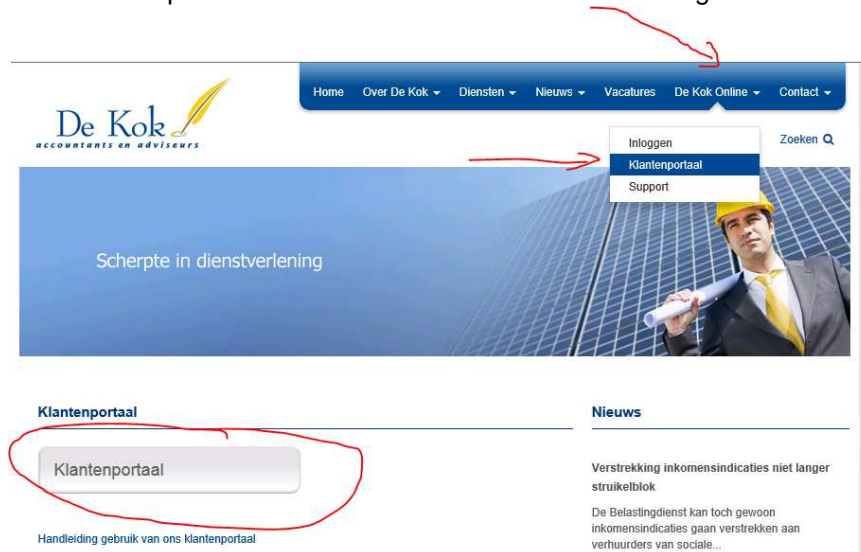 Home Over De Kok Diensten Nieuws Vacatures De Kok Online Contact
De Kok
accountants en adviseurs
Inloggen
Klantenportaal
Support
Zoeken
Scherpte in dienstverlening
Klantenportaal
Klantenportaal
Handleiding gebruik van ons klantenportaal
Nieuws
Verstrekking inkomensindicaties niet langer
struikelblok
De Belastingdienst kan toch gewoon
inkomensindicaties gaan verstrekken aan
verhuurders van sociale...